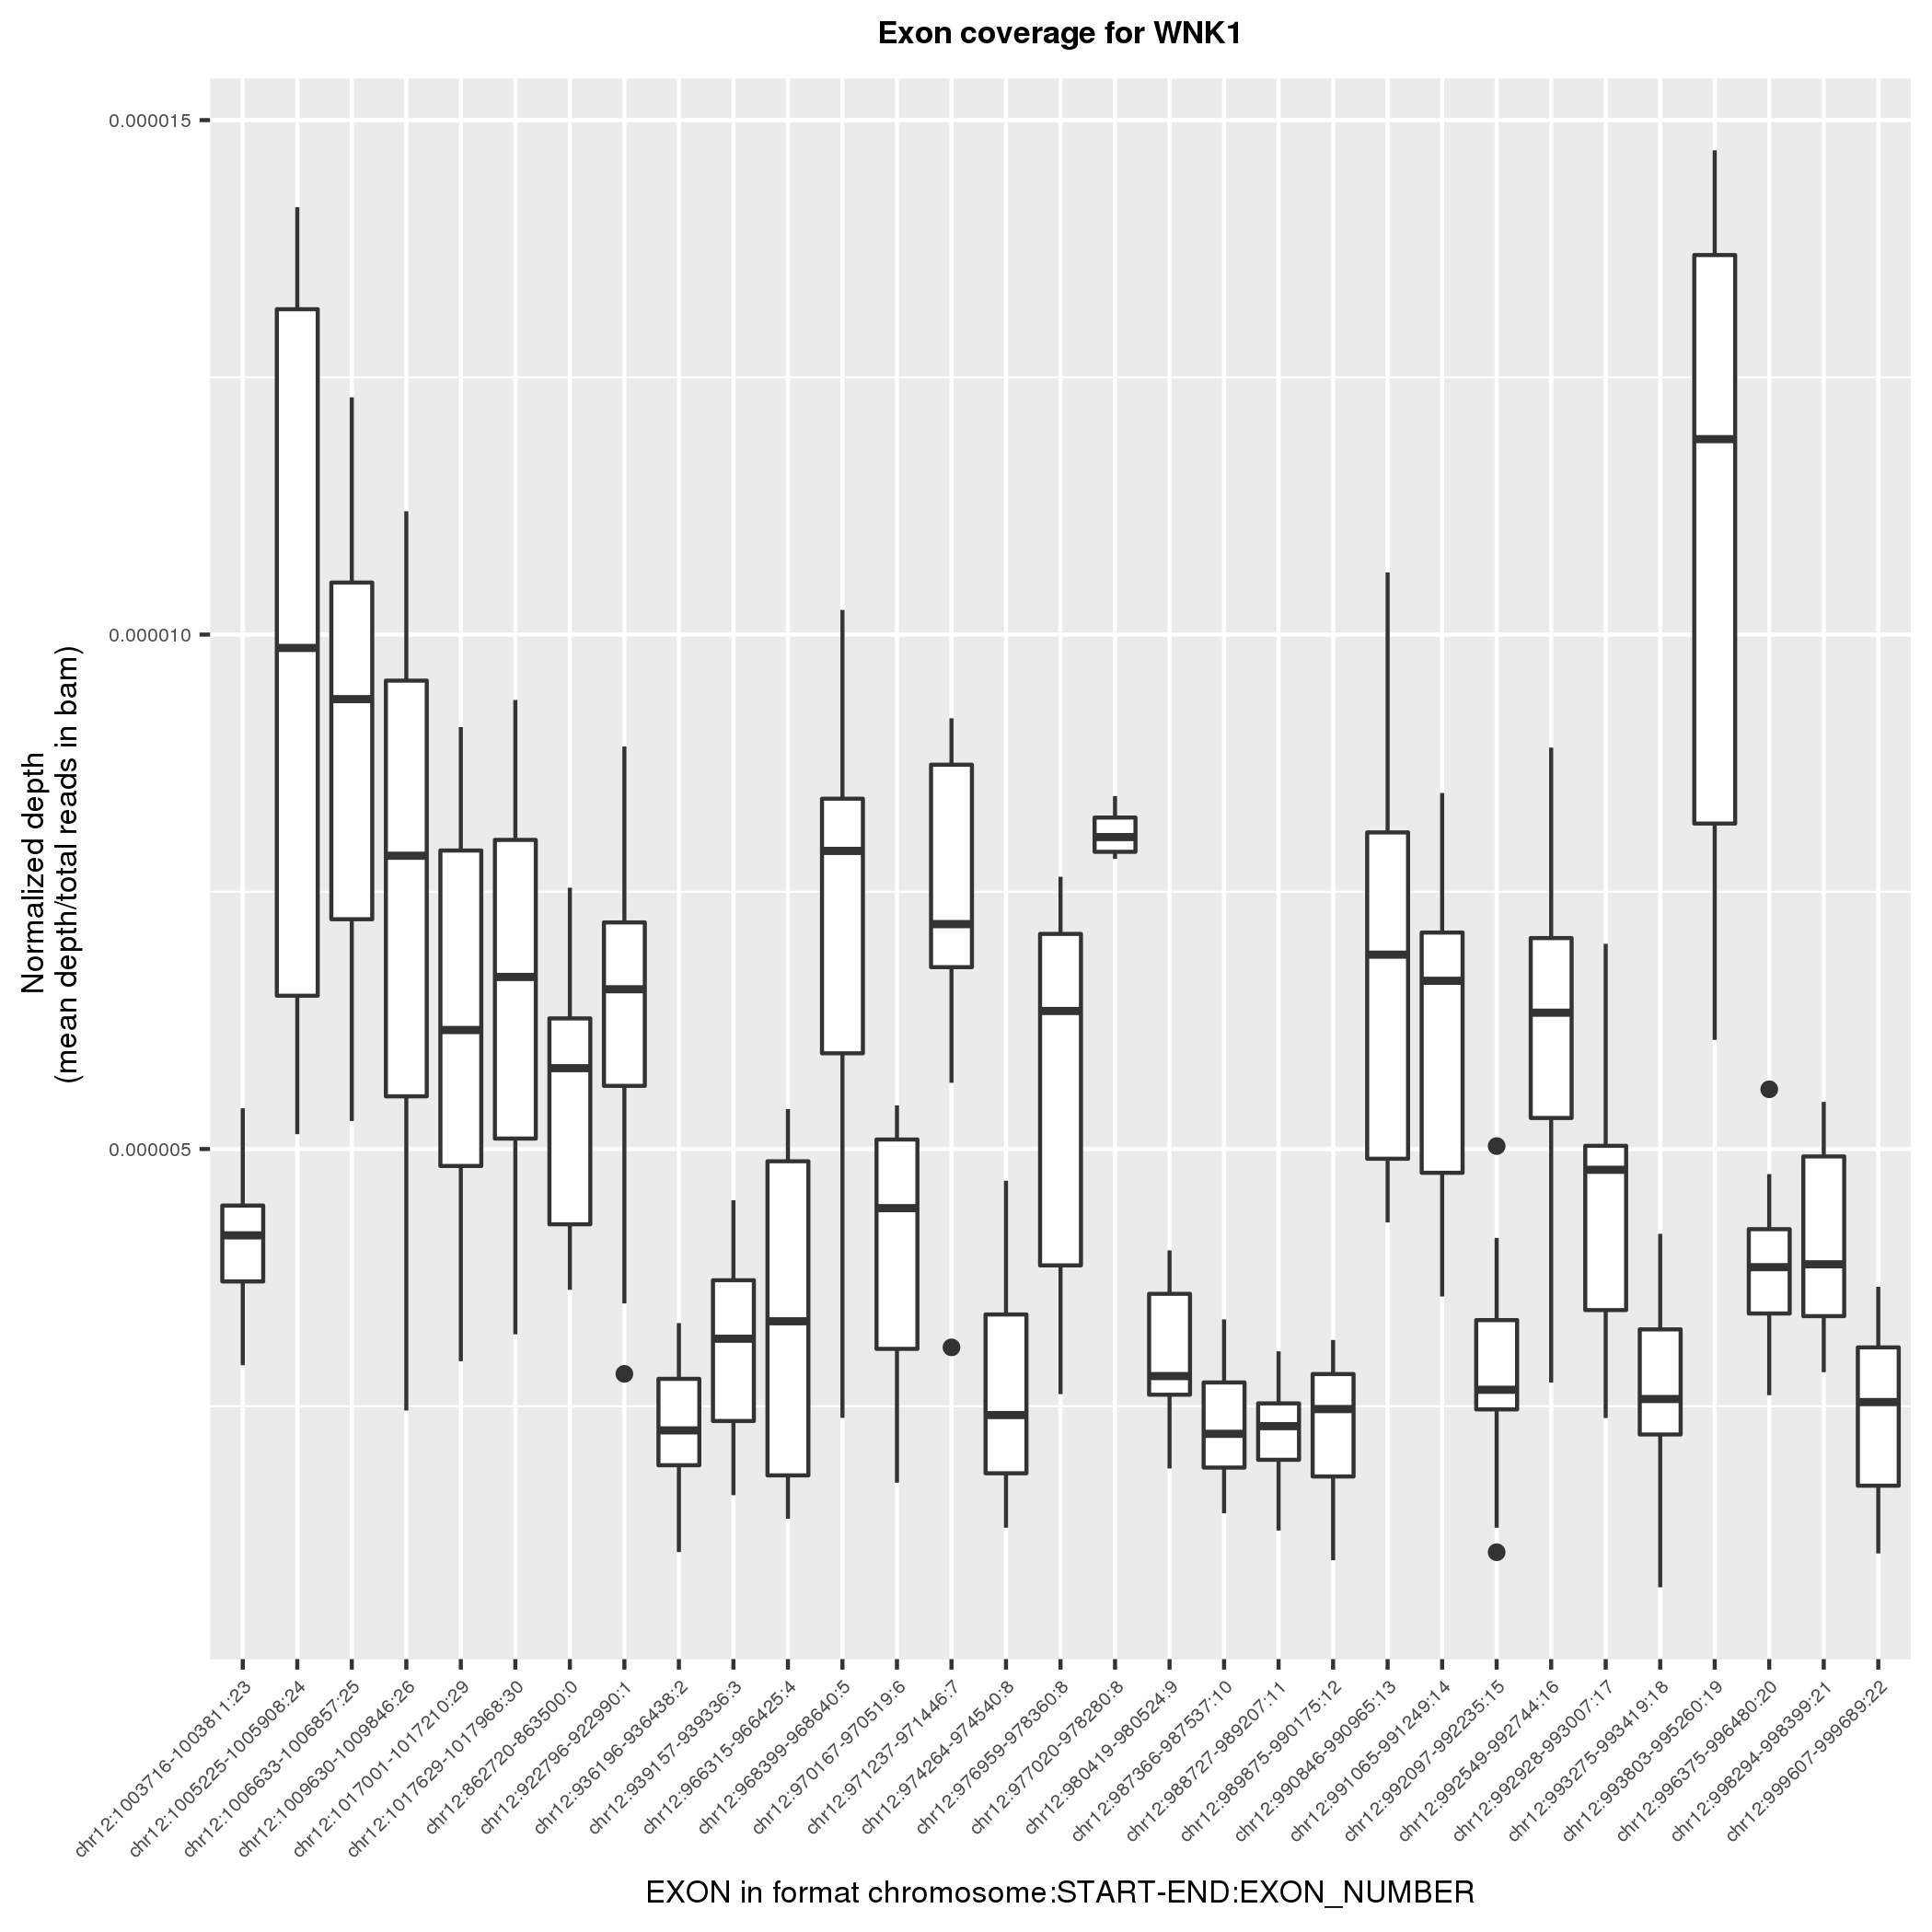 Exon coverage for WNK1
0.000015
0.000010
0.000005
Normalized depth
(mean depth/total reads in bam)
chr12:1003716-1003811:23
chr12:1005225-1005908:24
chr12:1006633-1006857:25
chr12:1009630-1009846:26
chr12:1017001-1017210:29
chr12:1017629-1017968:30
chr12:862720-863500:0
chr12:922796-922990:1
chr12:936196-936438:2
chr12:939157-939336:3
chr12:966315-966425:4
chr12:968399-968640:5
chr12:970167-970519:6
chr12:971237-971446:7
chr12:974264-974540:8
chr12:976959-978360:8
chr12:977020-978280:8
chr12:980419-980524:9
chr12:987366-987537:10
chr12:988727-989207:11
chr12:989875-990175:12
chr12:990846-990965:13
chr12:991065-991249:14
chr12:992097-992235:15
chr12:992549-992744:16
chr12:992928-993007:17
chr12:993275-993419:18
chr12:993803-995260:19
chr12:996375-996480:20
chr12:998294-998399:21
chr12:999607-999689:22
EXON in format chromosome:START-END:EXON_NUMBER